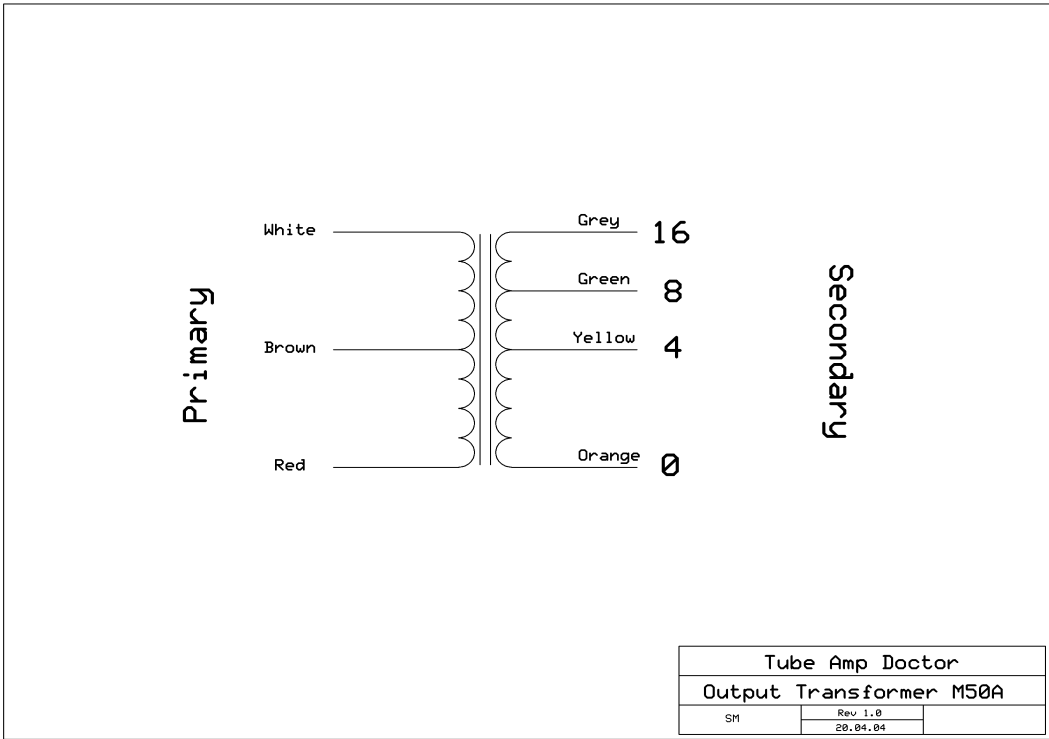 White
Brown
Red
Primary
Grey 16
Green 8
Yellow 4
Orange 0
Secondary
Tube Amp Doctor
Output Transformer M50A
SM
Rev 1.0
20.04.04